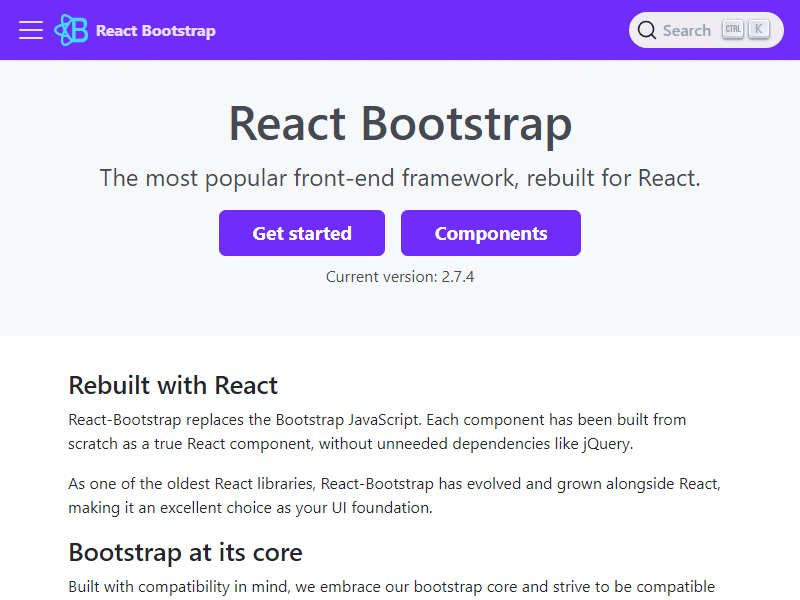 React Bootstrap
Search CTRL K
React Bootstrap
The most popular front-end framework, rebuilt for React.
Get started Components
Current version: 2.7.4
Rebuilt with React
React-Bootstrap replaces the Bootstrap JavaScript. Each component has been built from
scratch as a true React component, without unneeded dependencies like jQuery.
As one of the oldest React libraries, React-Bootstrap has evolved and grown alongside React,
making it an excellent choice as your UI foundation.
Bootstrap at its core
Built with compatibility in mind, we embrace our bootstrap core and strive to be compatible